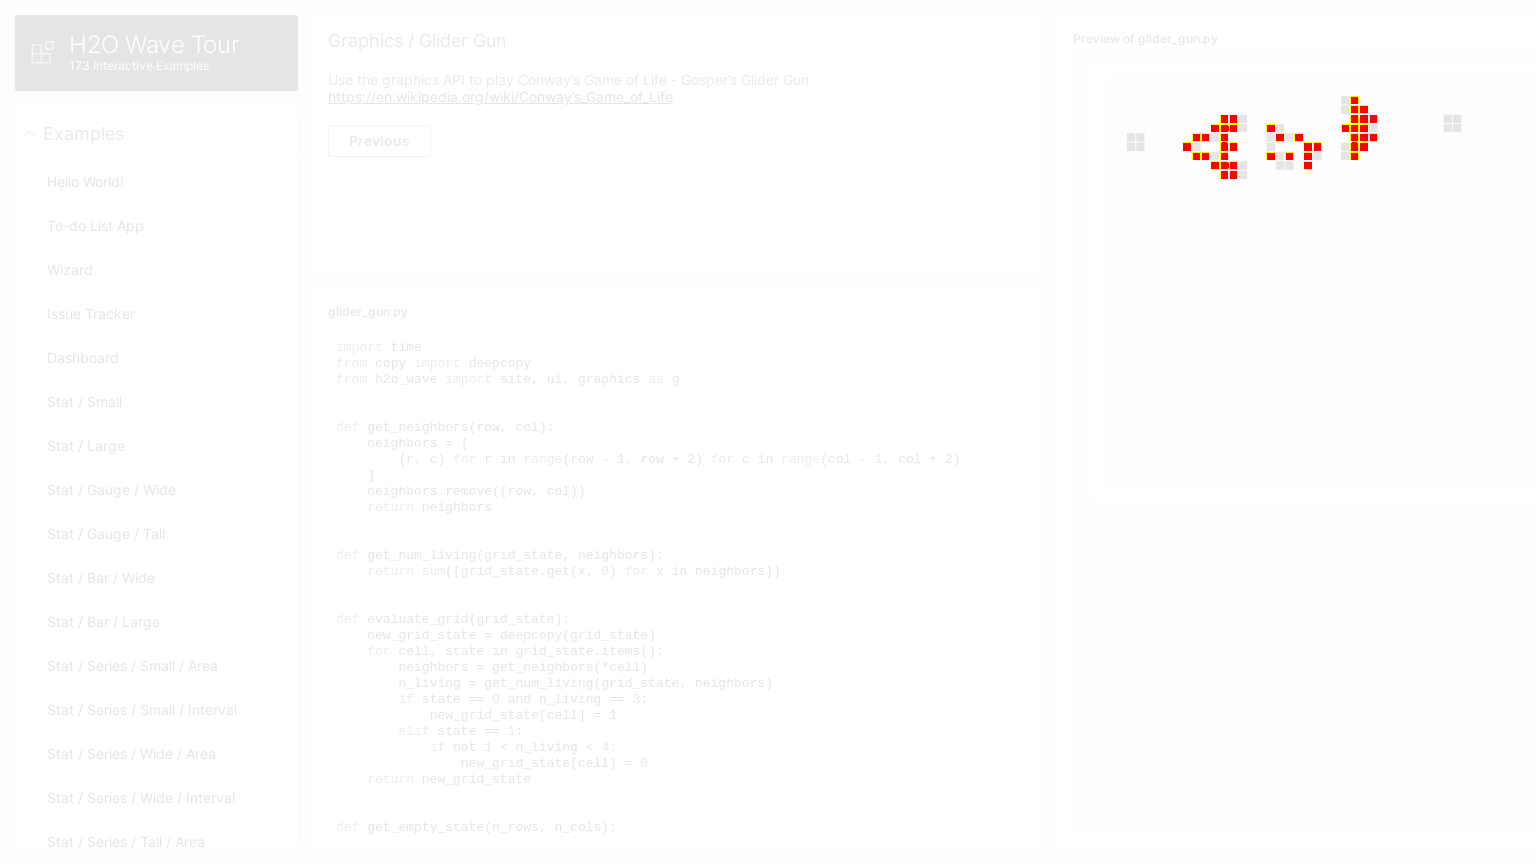 H2O Wave Tour
173 Interactive Examples
Examples
Hello World!
To-do List App
Wizard
Issue Tracker
Dashboard
Stat / Small
Stat / Large
Stat / Gauge / Wide
Stat / Gauge / Tall
Stat / Bar / Wide
Stat / Bar / Large
Stat / Series / Small / Area
Stat / Series / Small / Interval
Stat / Series / Wide / Area
Stat / Series / Wide / Interval
Stat / Series / Tall / Area
Graphics / Glider Gun
Use the graphics API to play Conway's Game of Life - Gosper's Glider Gun
https://en.wikipedia.org/wiki/Conway's_Game_of_Life
Previous
glider_gun.py
import time
from copy import deepcopy
from h2o_wave import site, ui, graphics as g
def get_neighbors(row, col):
    neighbors = [
        (r, c) for r in range(row - 1, row + 2) for c in range(col - 1, col + 2)
    ]
    neighbors.remove((row, col))
    return neighbors
def get_num_living(grid_state, neighbors):
    return sum([grid_state.get(x, 0) for x in neighbors])
def evaluate_grid(grid_state):
    new_grid_state = deepcopy(grid_state)
    for cell, state in grid_state.items():
        neighbors = get_neighbors(*cell)
        n_living = get_num_living(grid_state, neighbors)
        if state == 0 and n_living == 3:
            new_grid_state[cell] = 1
        elif state == 1:
            if not 1 < n_living < 4:
                new_grid_state[cell] = 0
    return new_grid_state
def get_empty_state(n_rows, n_cols):
Preview of glider_gun.py